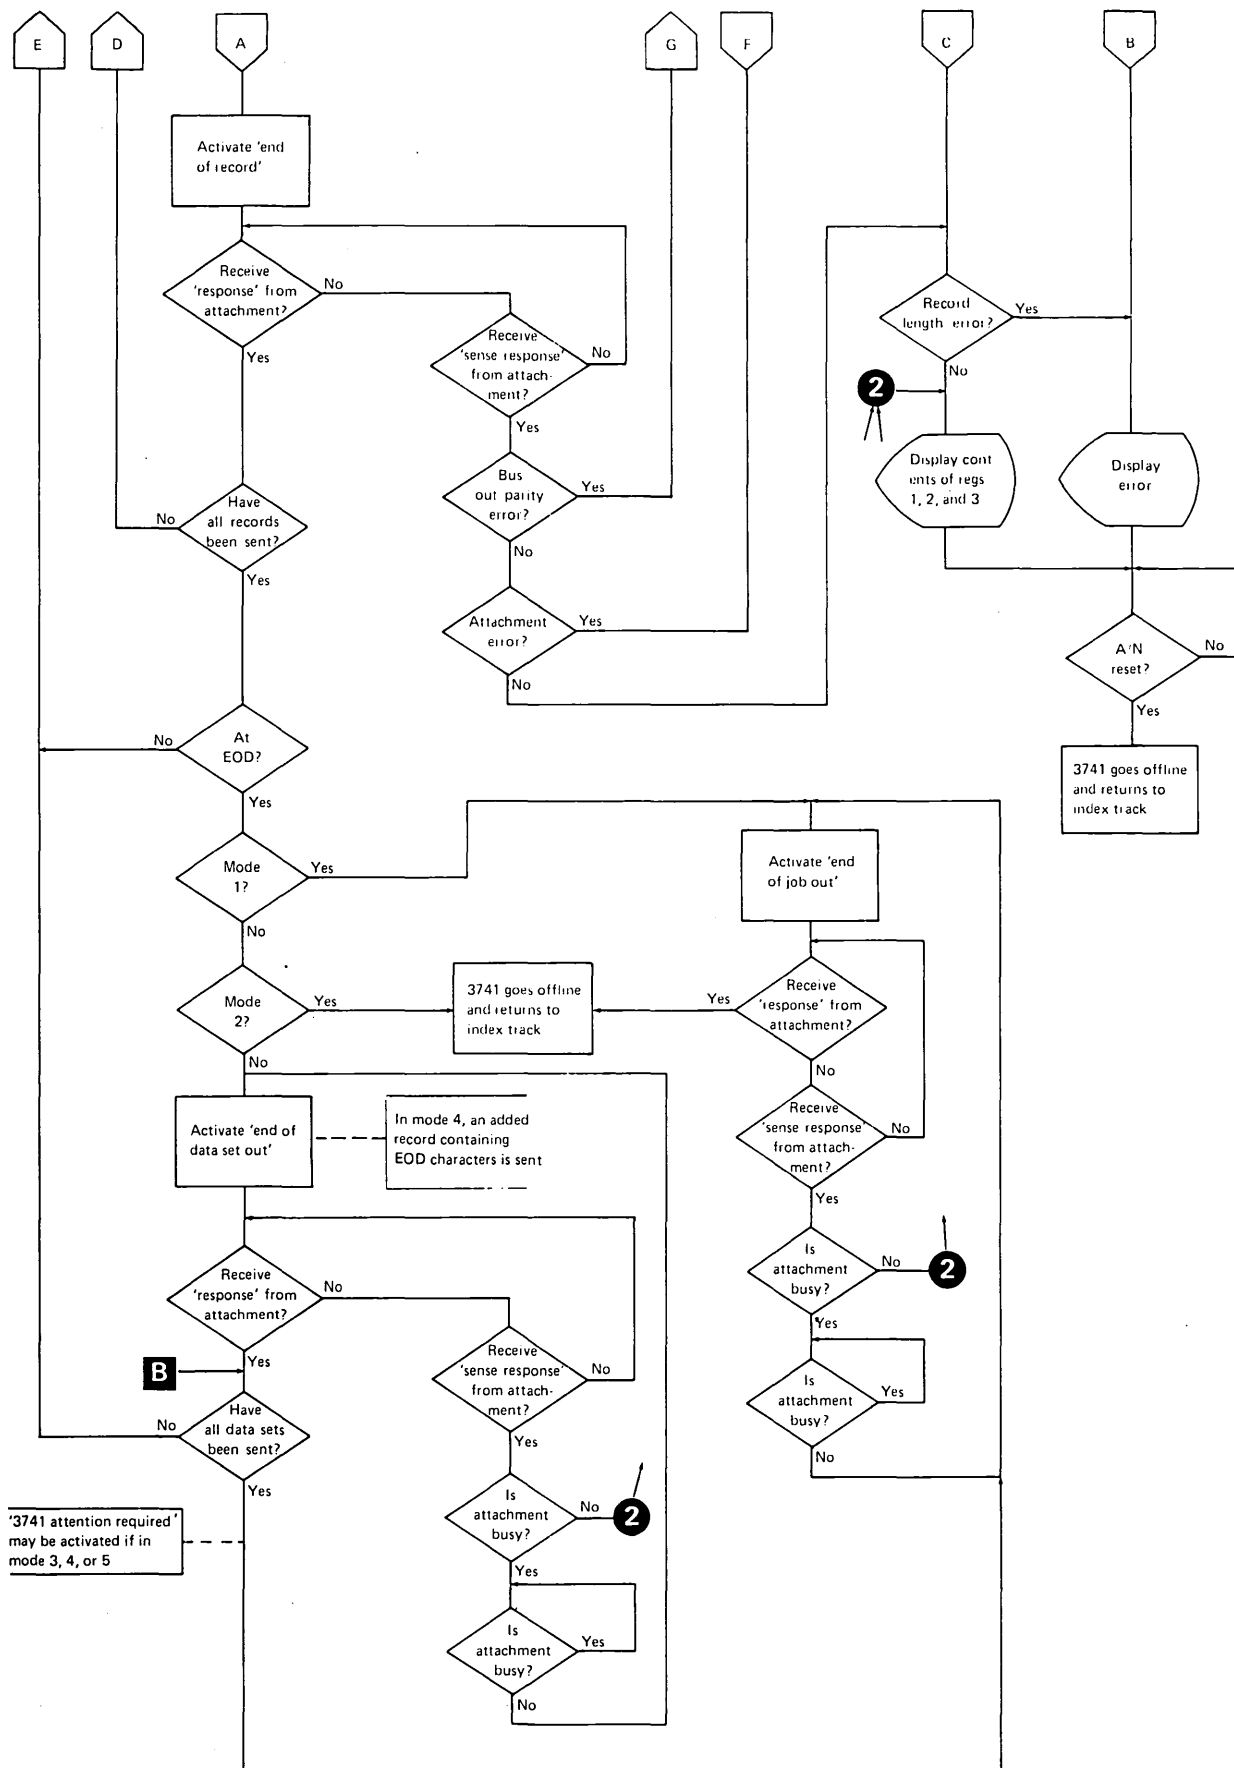 E
D
A
G
F
C
B
Activate 'end
of record'
Receive
'response' from
attachment?
No
Yes
Receive
'sense response'
from attach-
ment?
No
Yes
Record
length error?
Yes
No
2
Display cont
ents of regs
1, 2, and 3
Display
error
Bus
out parity
error?
Yes
No
Have
all records
been sent?
No
Yes
Attachment
error?
Yes
No
A/N
reset?
No
Yes
3741 goes offline
and returns to
index track
At
EOD?
No
Yes
Mode
1?
Yes
No
Activate 'end
of job out'
Mode
2?
Yes
No
3741 goes offline
and returns to
index track
Receive
'response' from
attachment?
Yes
No
Receive
'sense response'
from attach-
ment?
No
Yes
Activate 'end of
data set out'
In mode 4, an added
record containing
EOD characters is sent
Is
attachment
busy?
No
2
Yes
Is
attachment
busy?
Yes
No
Receive
'response' from
attachment?
No
Yes
B
Receive
'sense response'
from attach-
ment?
No
Yes
Have
all data sets
been sent?
No
Yes
Is
attachment
busy?
No
2
Yes
'3741 attention required'
may be activated if in
mode 3, 4, or 5
Is
attachment
busy?
Yes
No